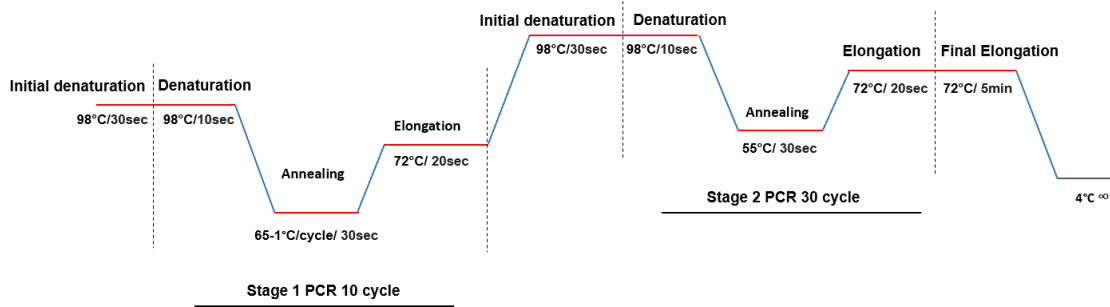 Initial denaturation
Denaturation
98°C/30sec
98°C/10sec
Annealing
65-1°C/cycle/ 30sec
Elongation
72°C/ 20sec
Stage 1 PCR 10 cycle
Initial denaturation
Denaturation
98°C/30sec
98°C/10sec
Annealing
55°C/ 30sec
Elongation
72°C/ 20sec
Final Elongation
72°C/ 5min
4°C ∞
Stage 2 PCR 30 cycle